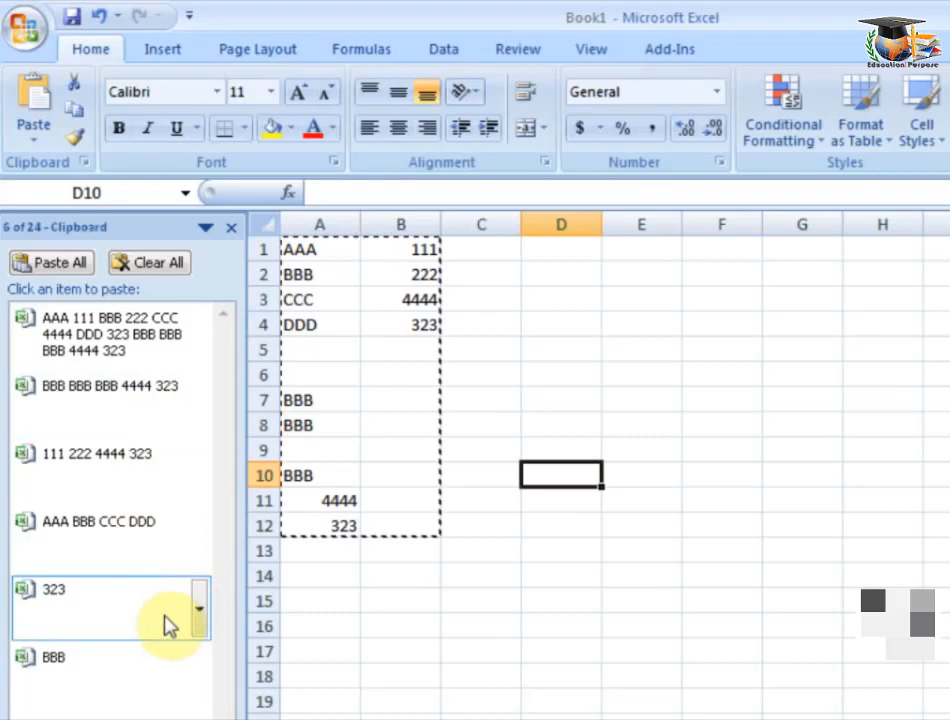 Book1 - Microsoft Excel
Education Purpose
Home Insert Page Layout Formulas Data Review View Add-Ins
Calibri 11 A A General
Paste B I U A $ % , .00 .0 Conditional Formatting Format as Table Cell Styles
Clipboard Font Alignment Number Styles
D10 fx
6 of 24 - Clipboard
Paste All Clear All
Click an item to paste:
AAA 111 BBB 222 CCC
4444 DDD 323 BBB BBB
BBB 4444 323
BBB BBB BBB 4444 323
111 222 4444 323
AAA BBB CCC DDD
323
BBB
A B C D E F G H
1 AAA 111
2 BBB 222
3 CCC 4444
4 DDD 323
5
6
7 BBB
8 BBB
9
10 BBB
11 4444
12 323
13
14
15
16
17
18
19